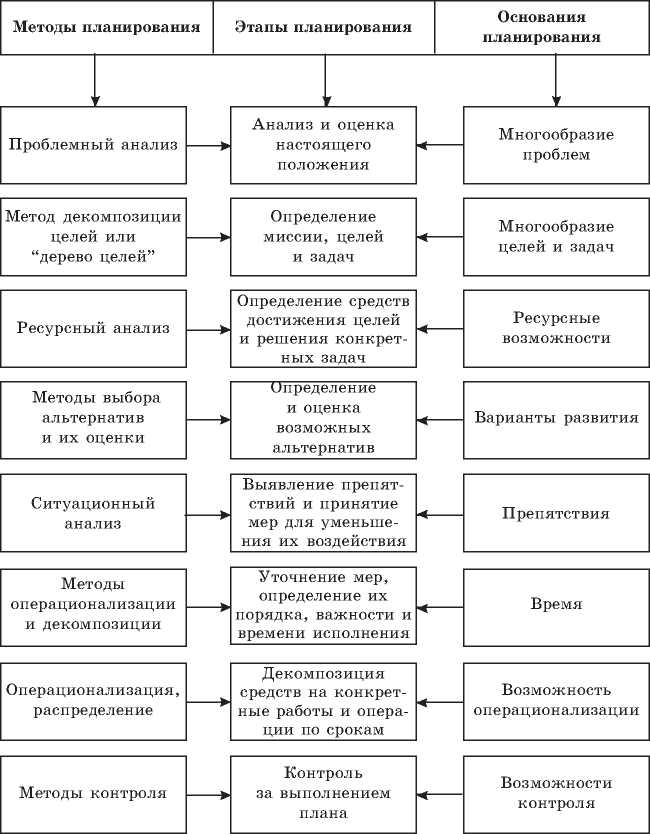 Методы планирования
Этапы планирования
Основания
планирования
Проблемный анализ
Анализ и оценка
настоящего
положения
Многообразие
проблем
Метод декомпозиции
целей или
“дерево целей”
Определение
миссии, целей
и задач
Многообразие
целей и задач
Ресурсный анализ
Определение средств
достижения целей
и решения конкрет-
ных задач
Ресурсные
возможности
Методы выбора
альтернатив
и их оценки
Определение
и оценка
возможных
альтернатив
Варианты развития
Ситуационный
анализ
Выявление препят-
ствий и принятие
мер для уменьше-
ния их воздействия
Препятствия
Методы
операционализации
и декомпозиции
Уточнение мер,
определение их
порядка, важности и
времени исполнения
Время
Операционализация,
распределение
Декомпозиция
средств на конкрет-
ные работы и опера-
ции по срокам
Возможность
операционализации
Методы контроля
Контроль
за выполнением
плана
Возможности
контроля